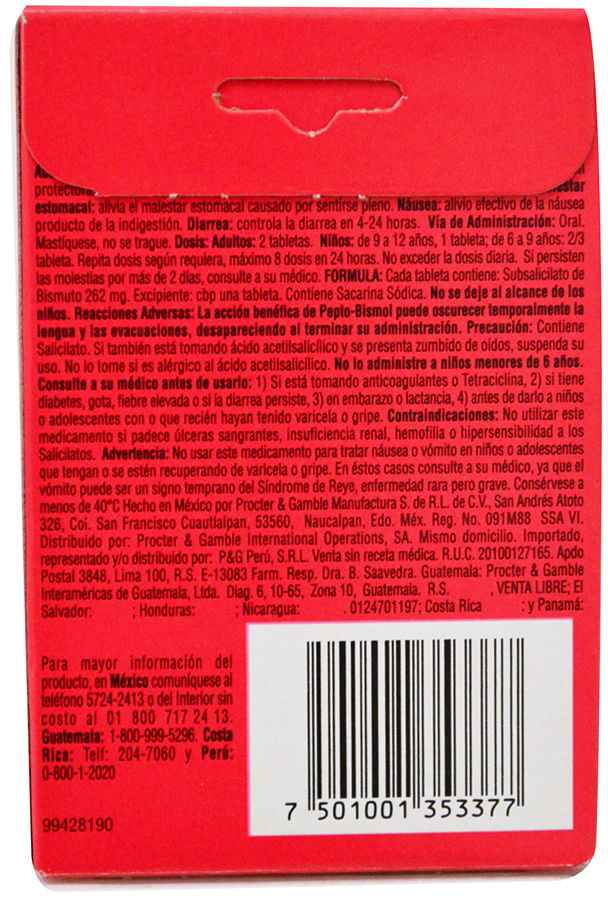 protectora
estar
estomacal: alivia el malestar estomacal causado por sentirse pleno. Náusea: alivio efectivo de la náusea
producto de la indigestión. Diarrea: controla la diarrea en 4-24 horas. Vía de Administración: Oral.
Mastíquese, no se trague. Dosis: Adultos: 2 tabletas. Niños: de 9 a 12 años, 1 tableta; de 6 a 9 años: 2/3
tableta. Repita dosis según requiera, máximo 8 dosis en 24 horas. No exceder la dosis diaria. Si persisten
las molestias por más de 2 días, consulte a su médico. FORMULA: Cada tableta contiene: Subsalicilato de
Bismuto 262 mg. Excipiente: cbp una tableta. Contiene Sacarina Sódica. No se deje al alcance de los
niños. Reacciones Adversas: La acción benéfica de Pepto-Bismol puede oscurecer temporalmente la
lengua y las evacuaciones, desapareciendo al terminar su administración. Precaución: Contiene
Salicilato. Si también está tomando ácido acetilsalicílico y se presenta zumbido de oídos, suspenda su
uso. No lo tome si es alérgico al ácido acetilsalicílico. No lo administre a niños menores de 6 años.
Consulte a su médico antes de usarlo: 1) Si está tomando anticoagulantes o Tetraciclina, 2) si tiene
diabetes, gota, fiebre elevada o si la diarrea persiste, 3) en embarazo o lactancia, 4) antes de darlo a niños
o adolescentes con o que recién hayan tenido varicela o gripe. Contraindicaciones: No utilizar este
medicamento si padece úlceras sangrantes, insuficiencia renal, hemofilia o hipersensibilidad a los
Salicilatos. Advertencia: No usar este medicamento para tratar náusea o vómito en niños o adolescentes
que tengan o se estén recuperando de varicela o gripe. En éstos casos consulte a su médico, ya que el
vómito puede ser un signo temprano del Síndrome de Reye, enfermedad rara pero grave. Consérvese a
menos de 40°C Hecho en México por Procter & Gamble Manufactura S. de R.L. de C.V., San Andrés Atoto
326, Col. San Francisco Cuautlalpan, 53560, Naucalpan, Edo. Méx. Reg. No. 091M88 SSA VI.
Distribuido por: Procter & Gamble International Operations, SA. Mismo domicilio. Importado,
representado y/o distribuido por: P&G Perú, S.R.L. Venta sin receta médica. R.U.C. 20100127165. Apdo
Postal 3848, Lima 100, R.S. E-13083 Farm. Resp. Dra. B. Saavedra. Guatemala: Procter & Gamble
Interaméricas de Guatemala, Ltda. Diag. 6, 10-65, Zona 10, Guatemala. R.S. , VENTA LIBRE; El
Salvador: ; Honduras: ; Nicaragua: . 0124701197; Costa Rica : y Panamá:
Para mayor información del
producto, en México comuníquese al
teléfono 5724-2413 o del Interior sin
costo al 01 800 717 24 13.
Guatemala: 1-800-999-5296. Costa
Rica: Telf: 204-7060 y Perú:
0-800-1-2020
99428190
7 501001 353377